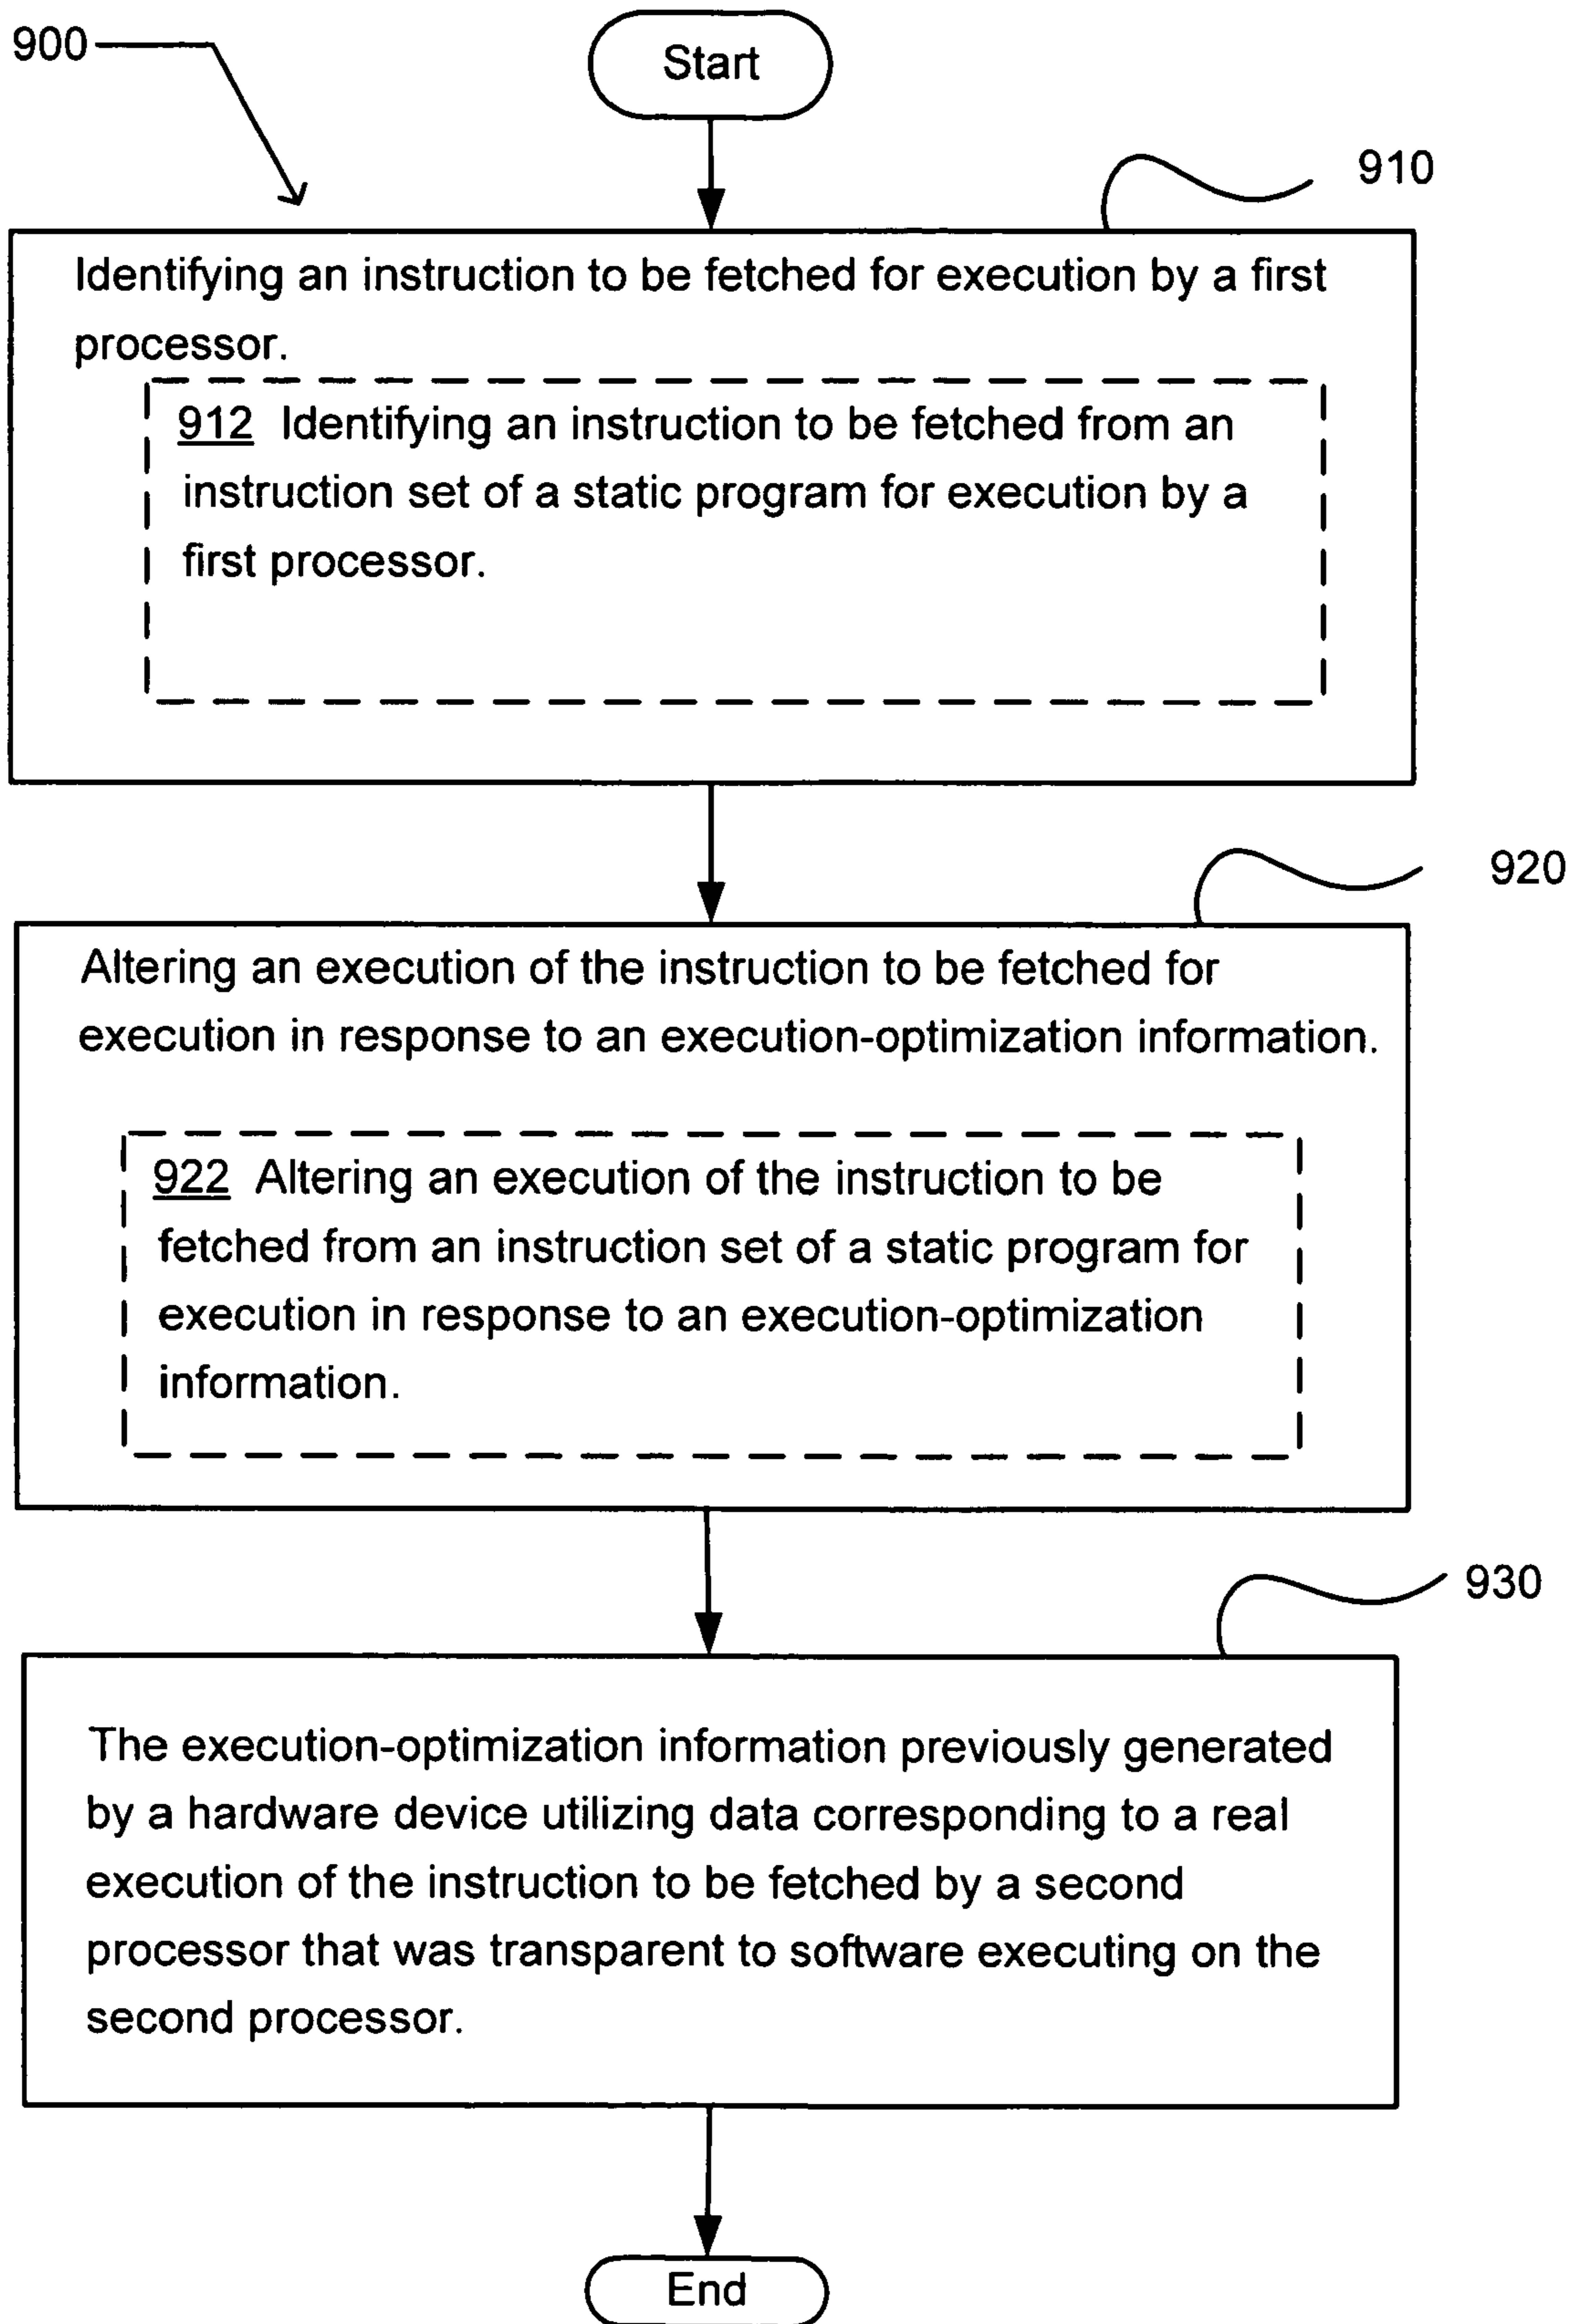 900
Start
910
Identifying an instruction to be fetched for execution by a first
processor.
912 Identifying an instruction to be fetched from an
instruction set of a static program for execution by a
first processor.
920
Altering an execution of the instruction to be fetched for
execution in response to an execution-optimization information.
922 Altering an execution of the instruction to be
fetched from an instruction set of a static program for
execution in response to an execution-optimization
information.
930
The execution-optimization information previously generated
by a hardware device utilizing data corresponding to a real
execution of the instruction to be fetched by a second
processor that was transparent to software executing on the
second processor.
End